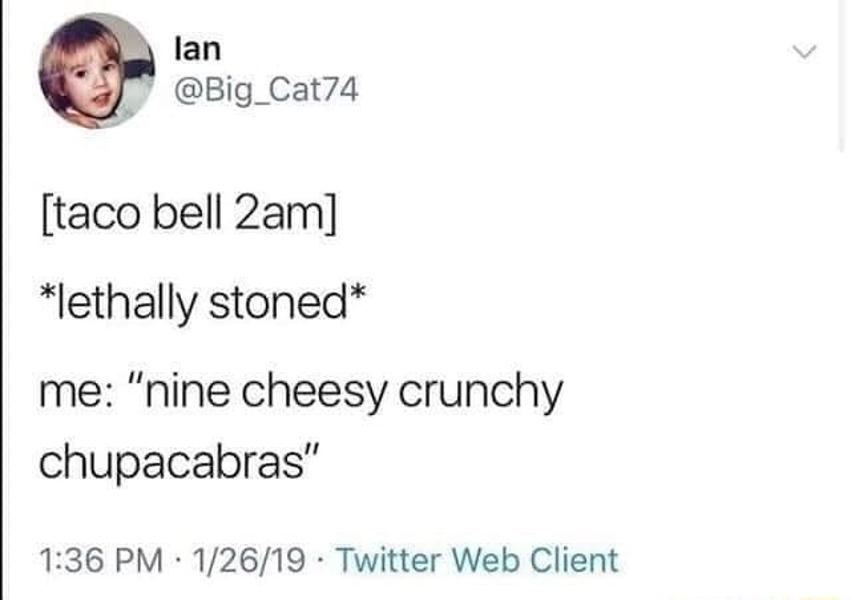 Ian
@Big_Cat74
[taco bell 2am]
*lethally stoned*
me: "nine cheesy crunchy
chupacabras"
1:36 PM · 1/26/19 · Twitter Web Client